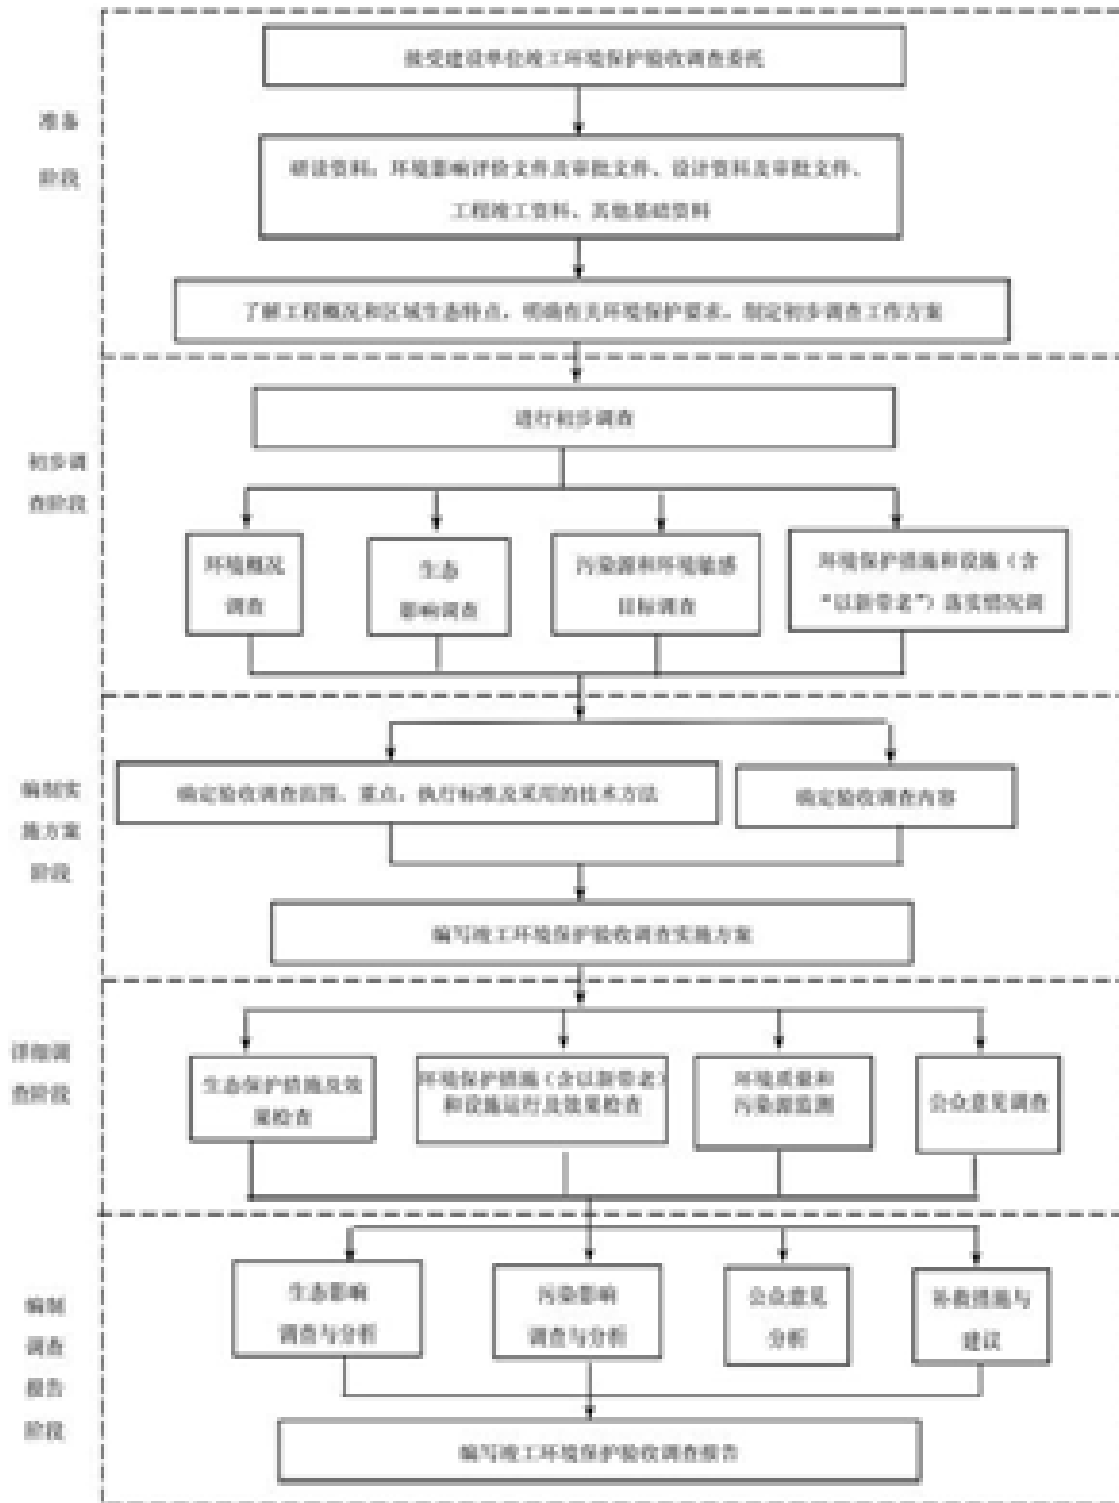 接受建设单位竣工环境保护验收调查委托
准备
阶段
研读资料：环境影响评价文件及审批文件、设计资料及审批文件、
工程竣工资料、其他基础资料
了解工程概况和区域生态特点，明确有关环境保护要求，制定初步调查工作方案
进行初步调查
初步调
查阶段
环境概况
调查
生态
影响调查
污染源和环境敏感
目标调查
环境保护措施和设施（含
“以新带老”）落实情况调
编制实
施方案
阶段
确定验收调查范围、重点，执行标准及采用的技术方法
确定验收调查内容
编写竣工环境保护验收调查实施方案
详细调
查阶段
生态保护措施及效
果检查
环境保护措施（含以新带老）
和设施运行及效果检查
环境质量和
污染源监测
公众意见调查
编制
调查
报告
阶段
生态影响
调查与分析
污染影响
调查与分析
公众意见
分析
补救措施与
建议
编写竣工环境保护验收调查报告